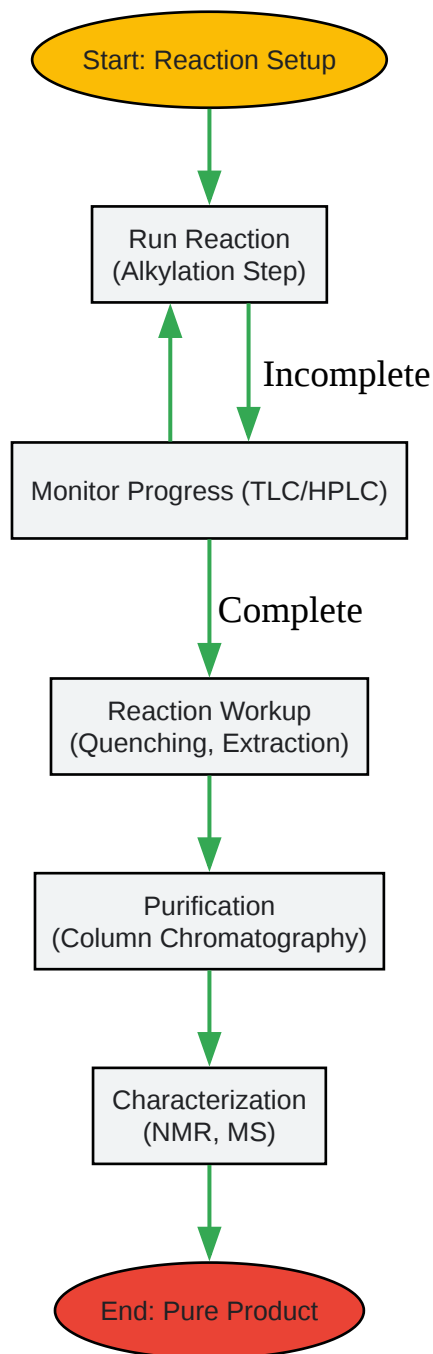 Start: Reaction Setup
Run Reaction
(Alkylation Step)
Incomplete
Monitor Progress (TLC/HPLC)
Complete
Reaction Workup
(Quenching, Extraction)
Purification
(Column Chromatography)
Characterization
(NMR, MS)
End: Pure Product